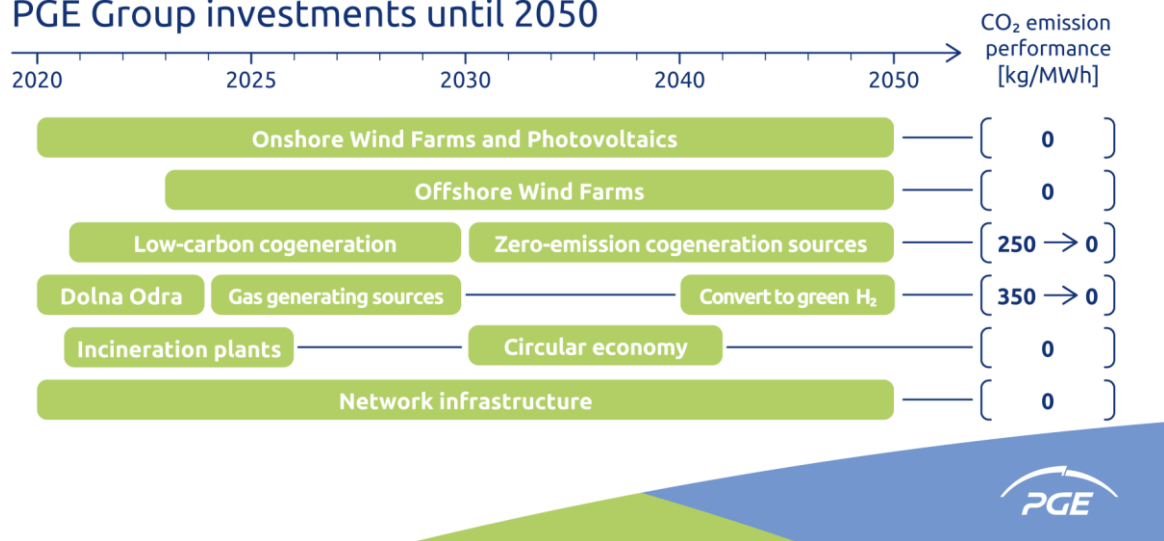 PGE Group investments until 2050
CO₂ emission
performance
[kg/MWh]
2020 2025 2030 2040 2050
Onshore Wind Farms and Photovoltaics 0
Offshore Wind Farms 0
Low-carbon cogeneration Zero-emission cogeneration sources 250 → 0
Dolna Odra Gas generating sources Convert to green H₂ 350 → 0
Incineration plants Circular economy 0
Network infrastructure 0
PGE